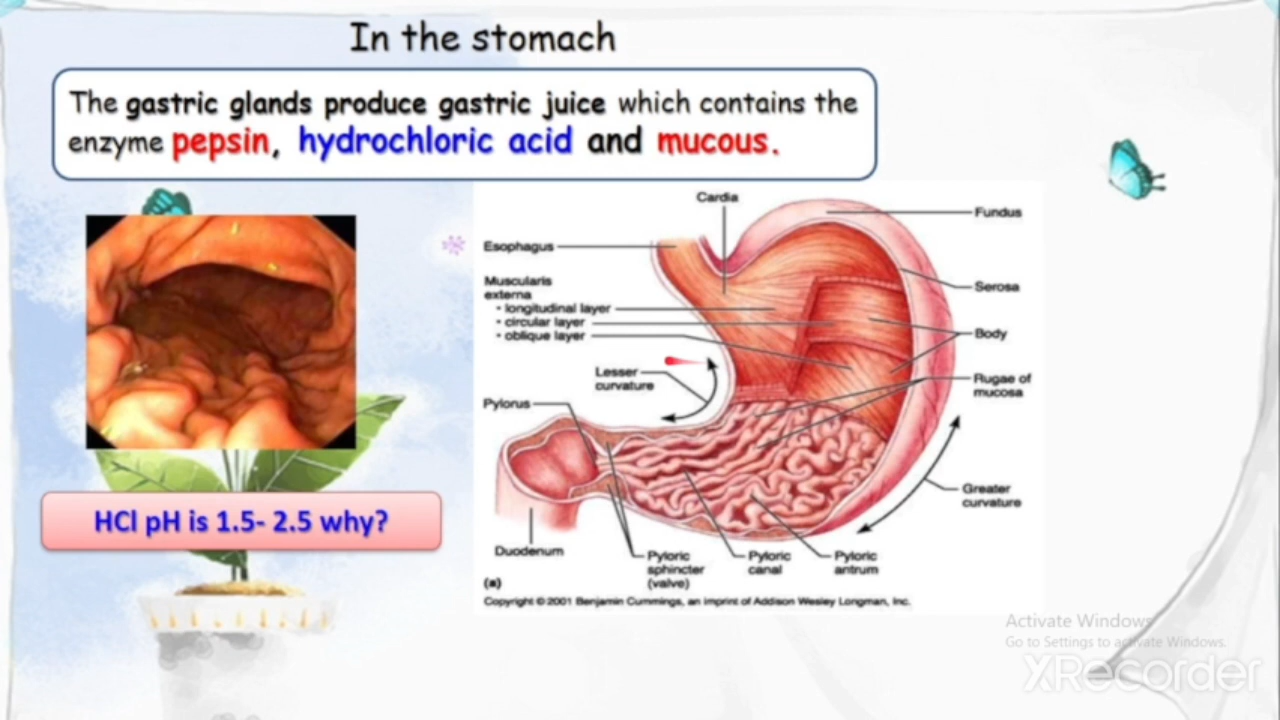 In the stomach
The gastric glands produce gastric juice which contains the
enzyme pepsin, hydrochloric acid and mucous.
Cardia
Fundus
Esophagus
Muscularis
externa
• longitudinal layer
• circular layer
• oblique layer
Serosa
Body
Lesser
curvature
Rugae of
mucosa
Pylorus
Greater
curvature
HCl pH is 1.5- 2.5 why?
Duodenum
Pyloric
sphincter
(valve)
Pyloric
canal
Pyloric
antrum
(a)
Copyright © 2001 Benjamin Cummings, an imprint of Addison Wesley Longman, Inc.
Activate Windows
Go to Settings to activate Windows.
XRecorder